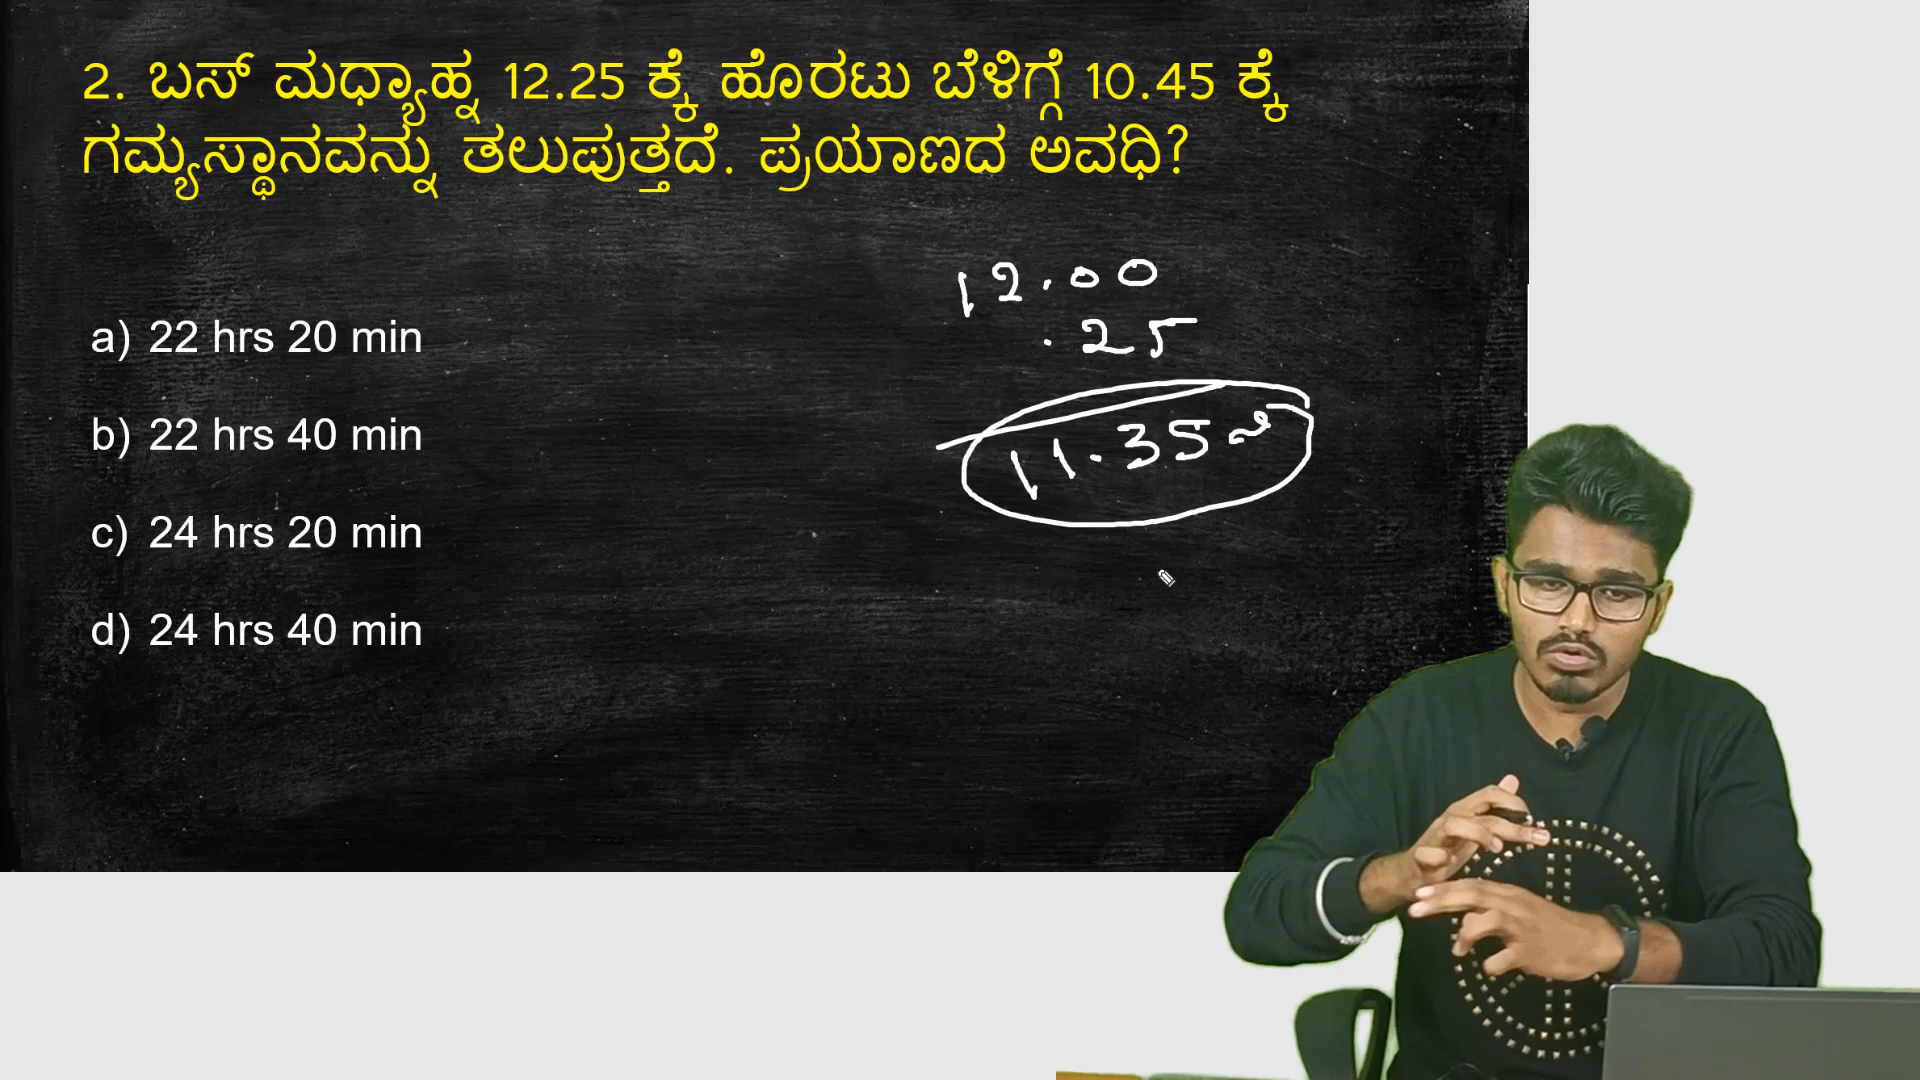 2. ಬಸ್ ಮಧ್ಯಾಹ್ನ 12.25 ಕ್ಕೆ ಹೊರಟು ಬೆಳಿಗ್ಗೆ 10.45 ಕ್ಕೆ
ಗಮ್ಯಸ್ಥಾನವನ್ನು ತಲುಪುತ್ತದೆ. ಪ್ರಯಾಣದ ಅವಧಿ?
a) 22 hrs 20 min
b) 22 hrs 40 min
c) 24 hrs 20 min
d) 24 hrs 40 min
12.00
.25
11.35